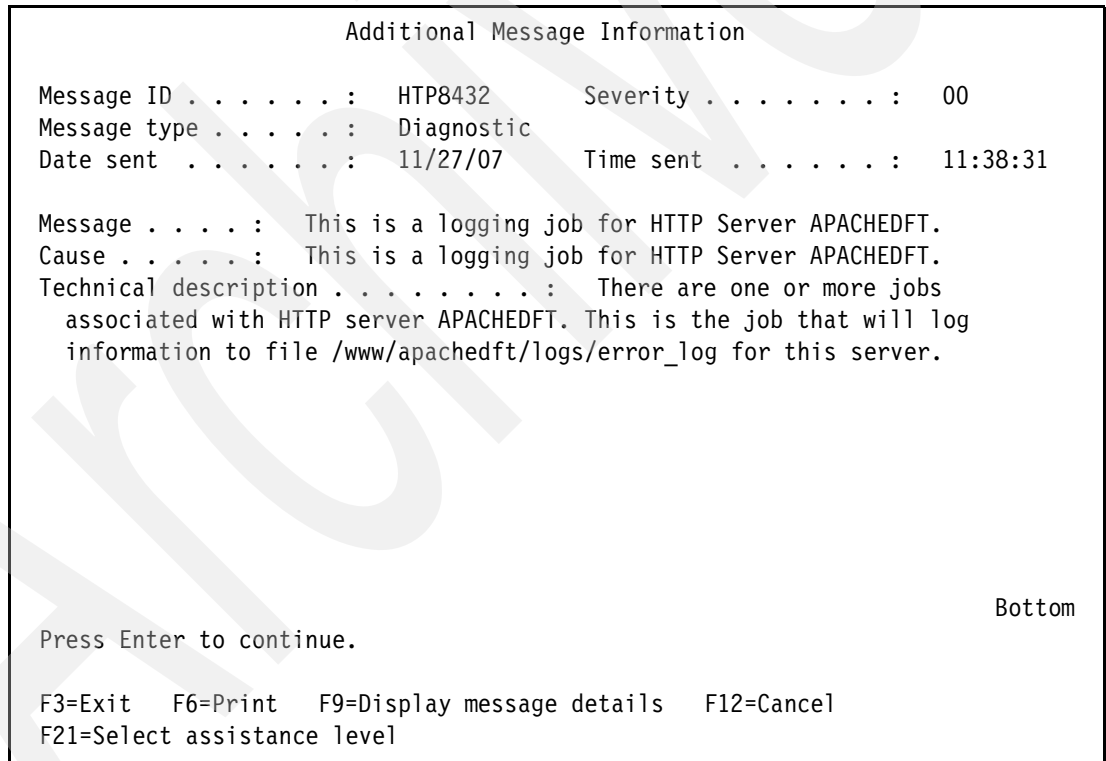 Additional Message Information
Message ID . . . . . . :   HTP8432       Severity . . . . . . . :   00
Message type . . . . . :   Diagnostic
Date sent  . . . . . . :   11/27/07      Time sent  . . . . . . :   11:38:31
Message . . . . :   This is a logging job for HTTP Server APACHEDFT.
Cause . . . . . :   This is a logging job for HTTP Server APACHEDFT.
Technical description . . . . . . . . :   There are one or more jobs
associated with HTTP server APACHEDFT. This is the job that will log
information to file /www/apachedft/logs/error_log for this server.
Bottom
Press Enter to continue.
F3=Exit   F6=Print   F9=Display message details   F12=Cancel
F21=Select assistance level